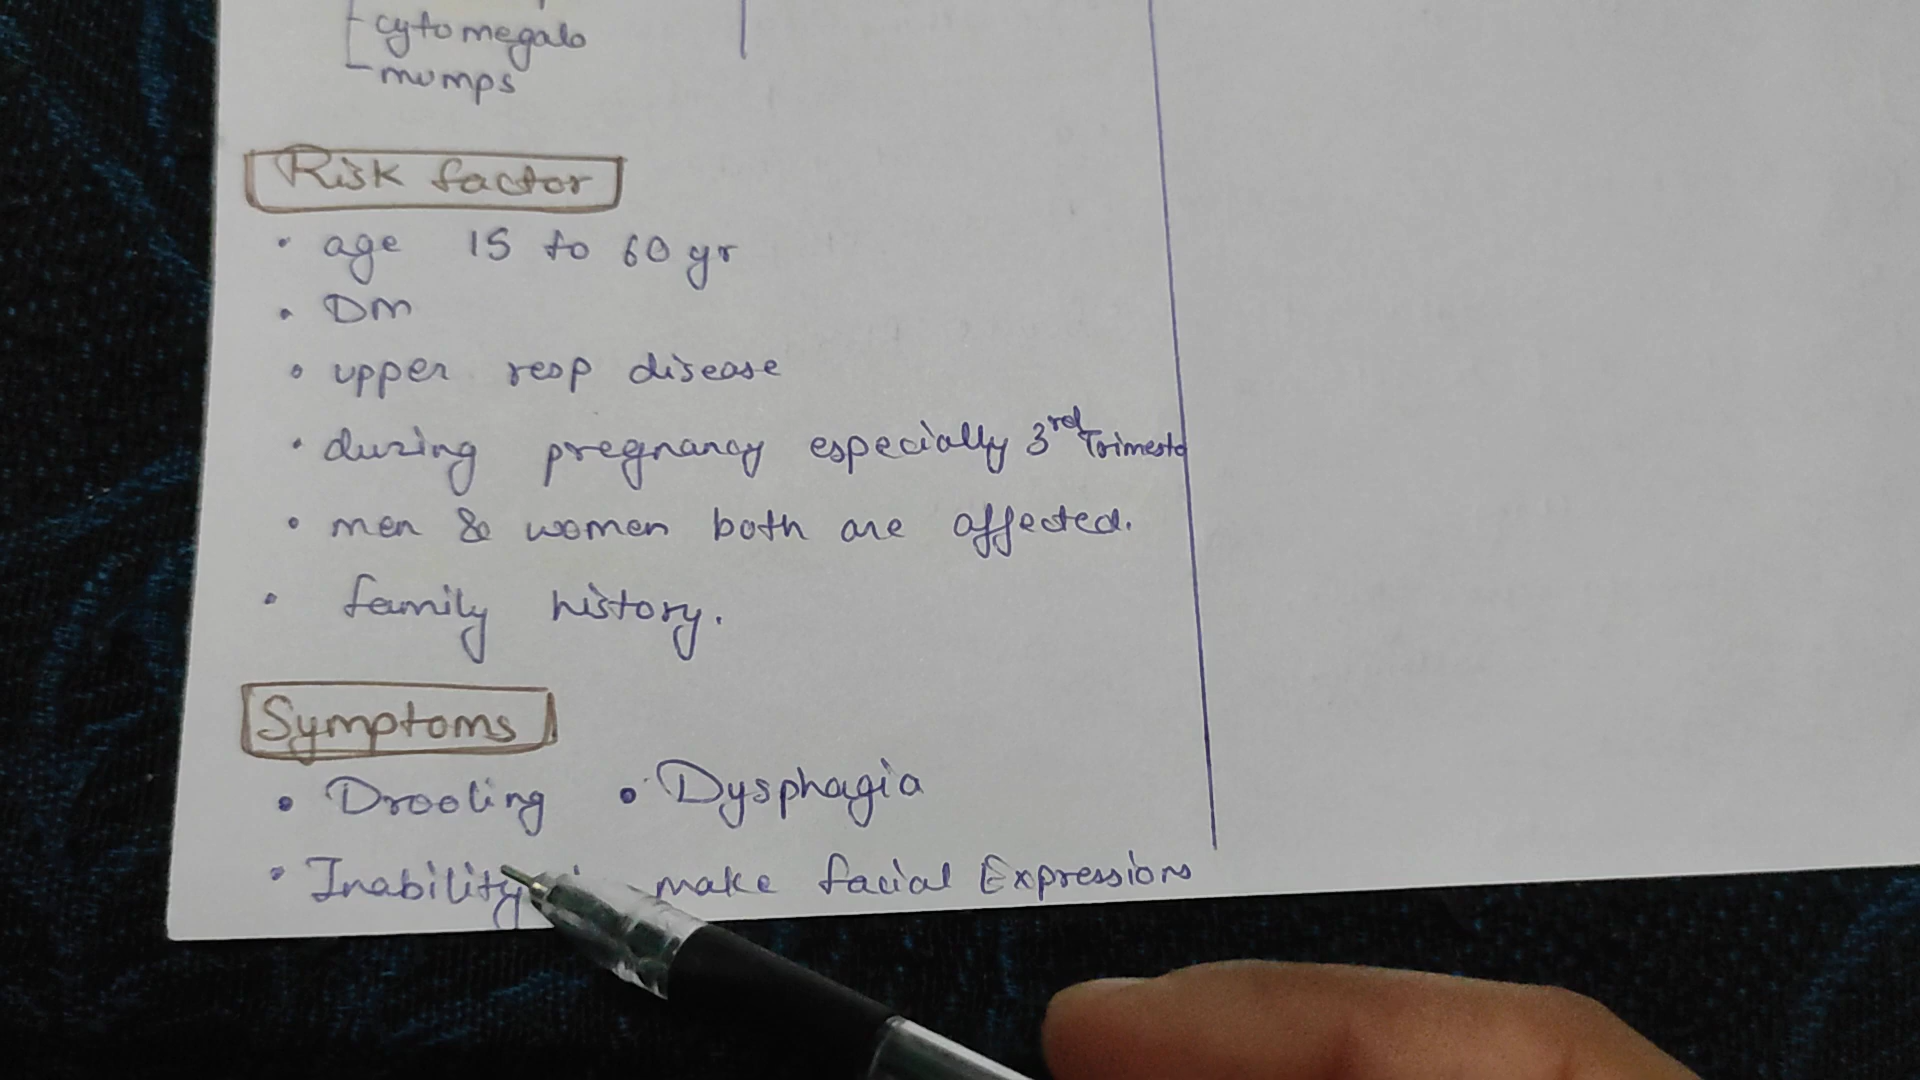 cytomegalo
mumps
Risk factor
• age 15 to 60 yr
• DM
• upper resp disease
• during pregnancy especially 3rd Trimest
• men & women both are affected.
• family history.
Symptoms
• Drooling • Dysphagia
• Inability make facial Expressions